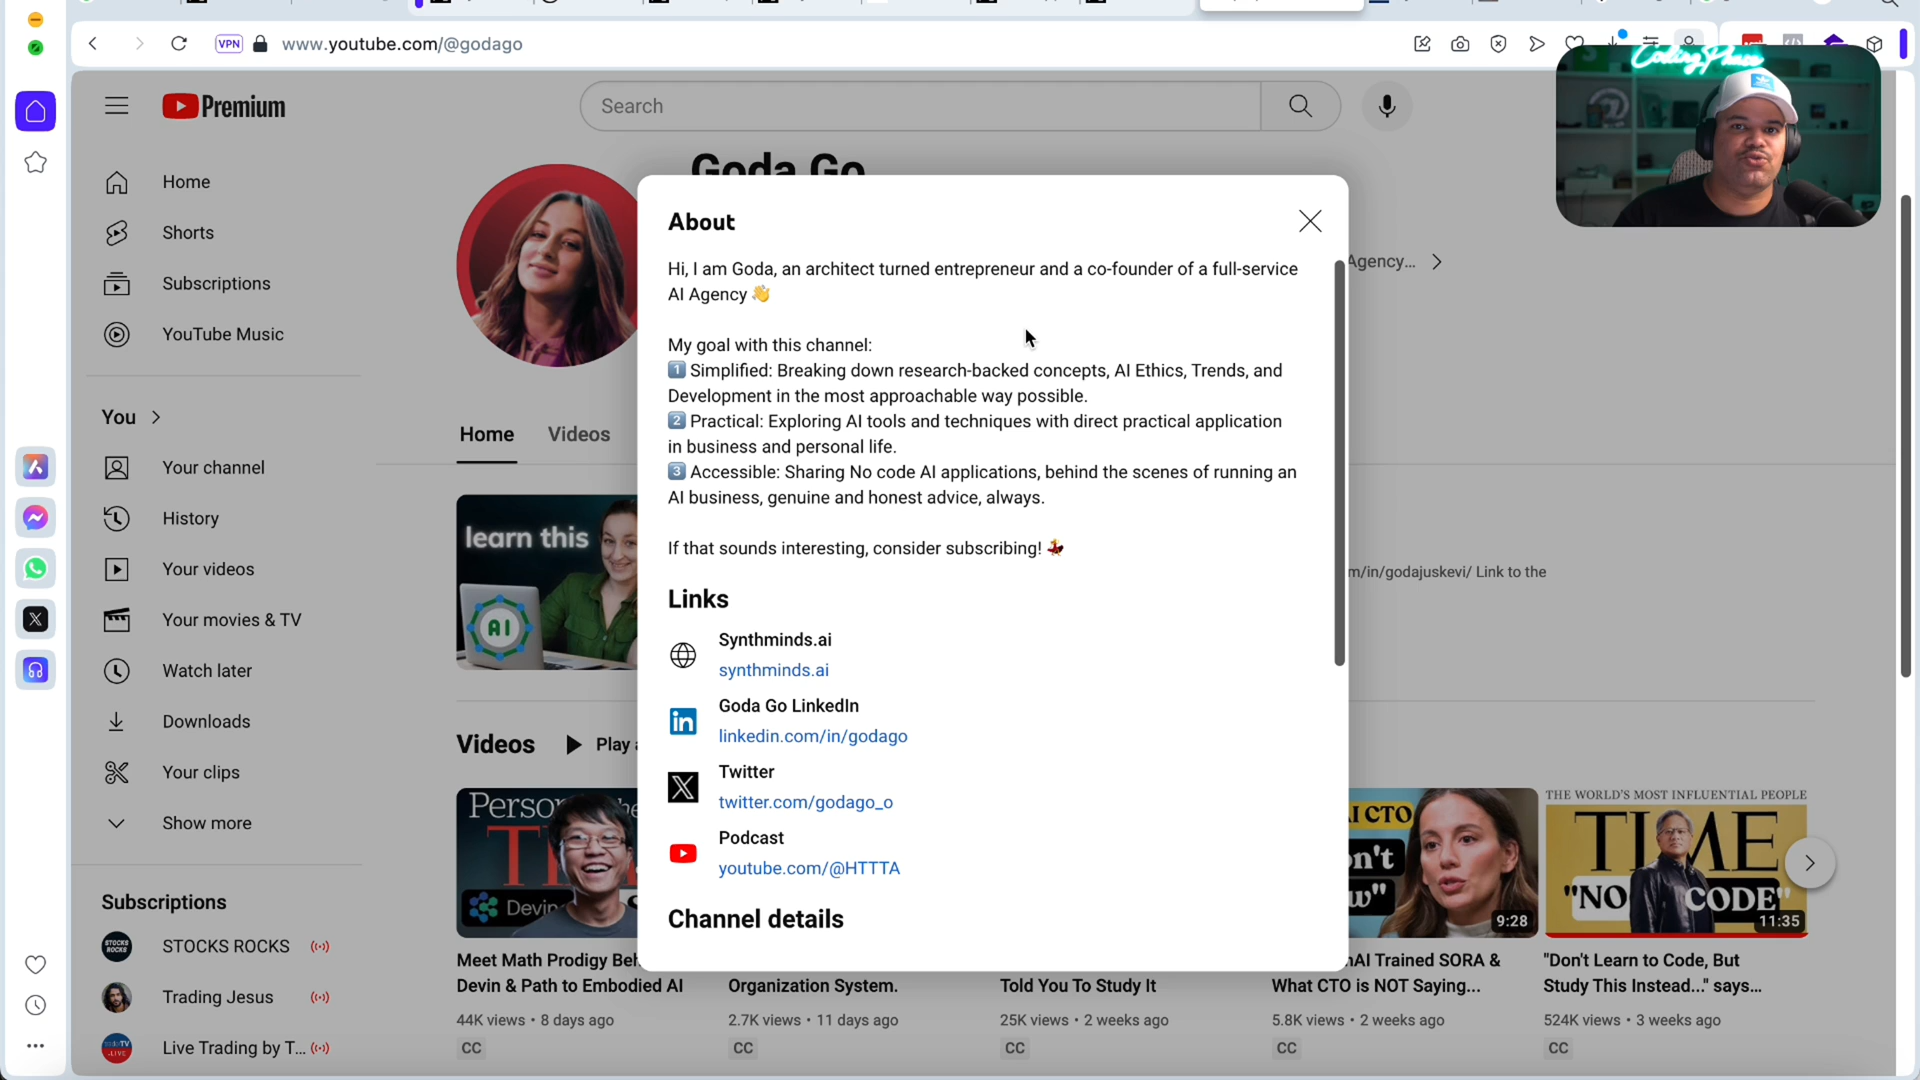 VPN www.youtube.com/@godago
CodingPhase
Premium
Search
Home
Shorts
Subscriptions
YouTube Music
You
Your channel
History
Your videos
Your movies & TV
Watch later
Downloads
Your clips
Show more
Subscriptions
STOCKS ROCKS
Trading Jesus
Live Trading by T...
Goda Go
Agency...
Home Videos
learn this
AI
m/in/godajuskevi/ Link to the
Videos Play
About
Hi, I am Goda, an architect turned entrepreneur and a co-founder of a full-service
AI Agency 👋
My goal with this channel:
1️⃣ Simplified: Breaking down research-backed concepts, AI Ethics, Trends, and
Development in the most approachable way possible.
2️⃣ Practical: Exploring AI tools and techniques with direct practical application
in business and personal life.
3️⃣ Accessible: Sharing No code AI applications, behind the scenes of running an
AI business, genuine and honest advice, always.
If that sounds interesting, consider subscribing! 💃
Links
Synthminds.ai
synthminds.ai
Goda Go LinkedIn
linkedin.com/in/godago
Twitter
twitter.com/godago_o
Podcast
youtube.com/@HTTTA
Channel details
Devin
Meet Math Prodigy Be
Devin & Path to Embodied AI
44K views • 8 days ago
CC
Organization System.
2.7K views • 11 days ago
CC
Told You To Study It
25K views • 2 weeks ago
CC
CTO
9:28
AI Trained SORA &
What CTO is NOT Saying...
5.8K views • 2 weeks ago
CC
THE WORLD'S MOST INFLUENTIAL PEOPLE
TIME
"NO CODE"
11:35
"Don't Learn to Code, But
Study This Instead..." says...
524K views • 3 weeks ago
CC